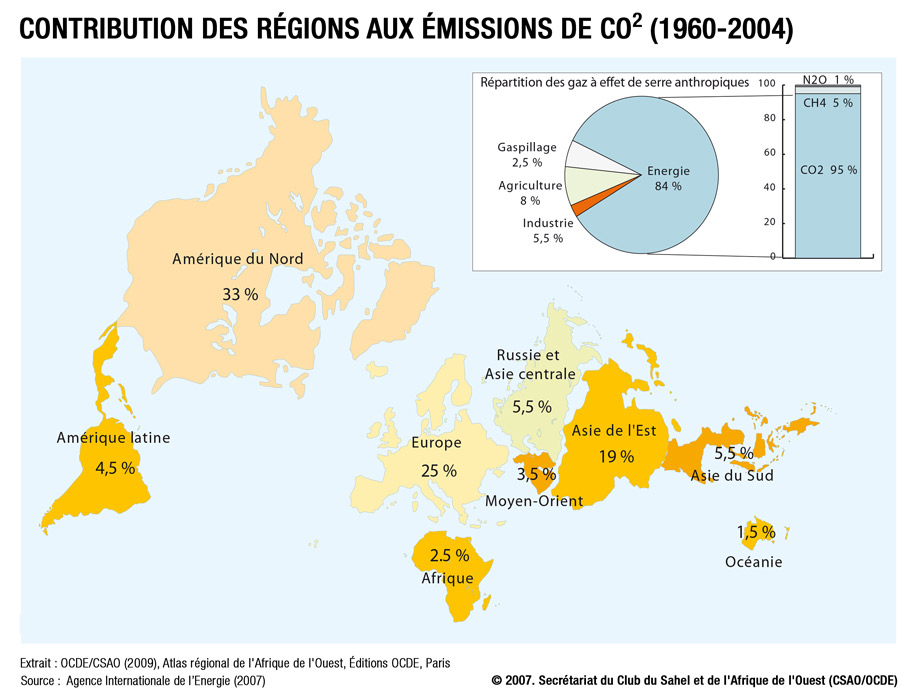 CONTRIBUTION DES RÉGIONS AUX ÉMISSIONS DE CO² (1960-2004)
Répartition des gaz à effet de serre anthropiques
Gaspillage
2,5 %
Agriculture
8 %
Industrie
5,5 %
Energie
84 %
100
80
60
40
20
0
N2O 1 %
CH4 5 %
CO2 95 %
Amérique du Nord
33 %
Russie et
Asie centrale
5,5 %
Amérique latine
4,5 %
Europe
25 %
Asie de l'Est
19 %
5,5 %
Asie du Sud
3,5 %
Moyen-Orient
2.5 %
Afrique
1,5 %
Océanie
Extrait : OCDE/CSAO (2009), Atlas régional de l'Afrique de l'Ouest, Éditions OCDE, Paris
Source : Agence Internationale de l'Energie (2007)
© 2007. Secrétariat du Club du Sahel et de l'Afrique de l'Ouest (CSAO/OCDE)